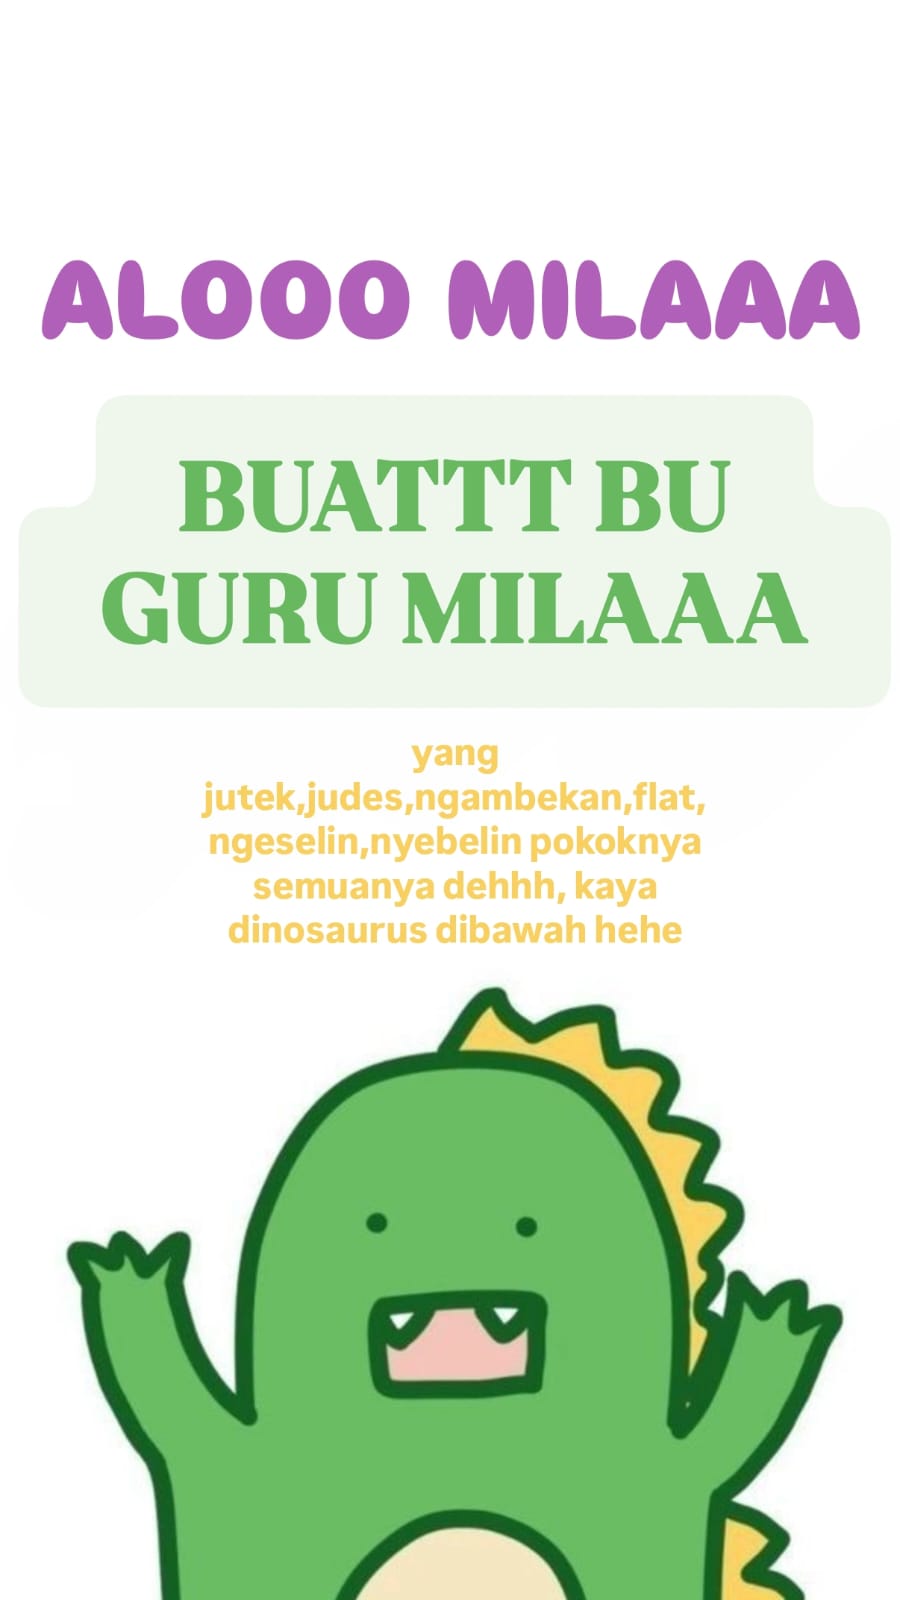 ALOOO MILAAA
BUATTT BU
GURU MILAAA
yang
jutek,judes,ngambekan,flat,
ngeselin,nyebelin pokoknya
semuanya dehhh, kaya
dinosaurus dibawah hehe